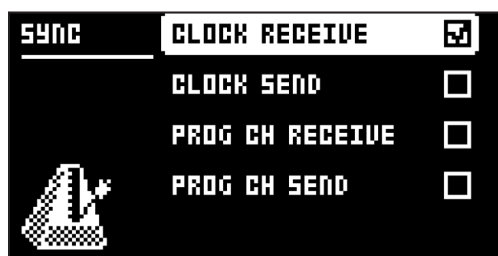 SYNC
CLOCK RECEIVE
CLOCK SEND
PROG CH RECEIVE
PROG CH SEND